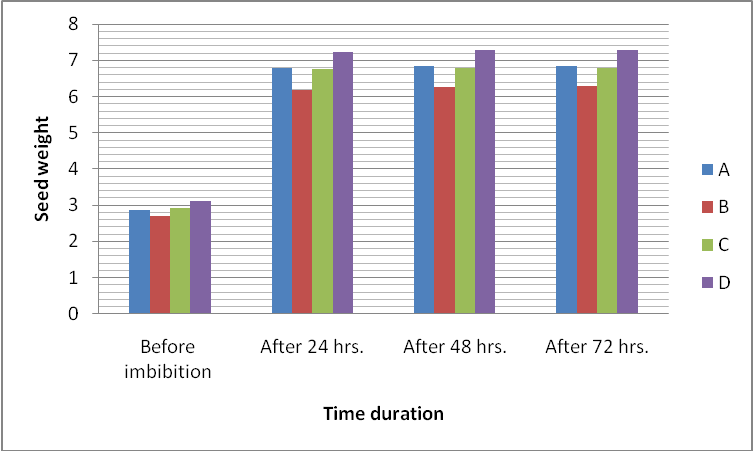 8
7
6
5
4
3
2
1
0
Seed weight
Before
imbibition
After 24 hrs.
After 48 hrs.
After 72 hrs.
Time duration
A
B
C
D